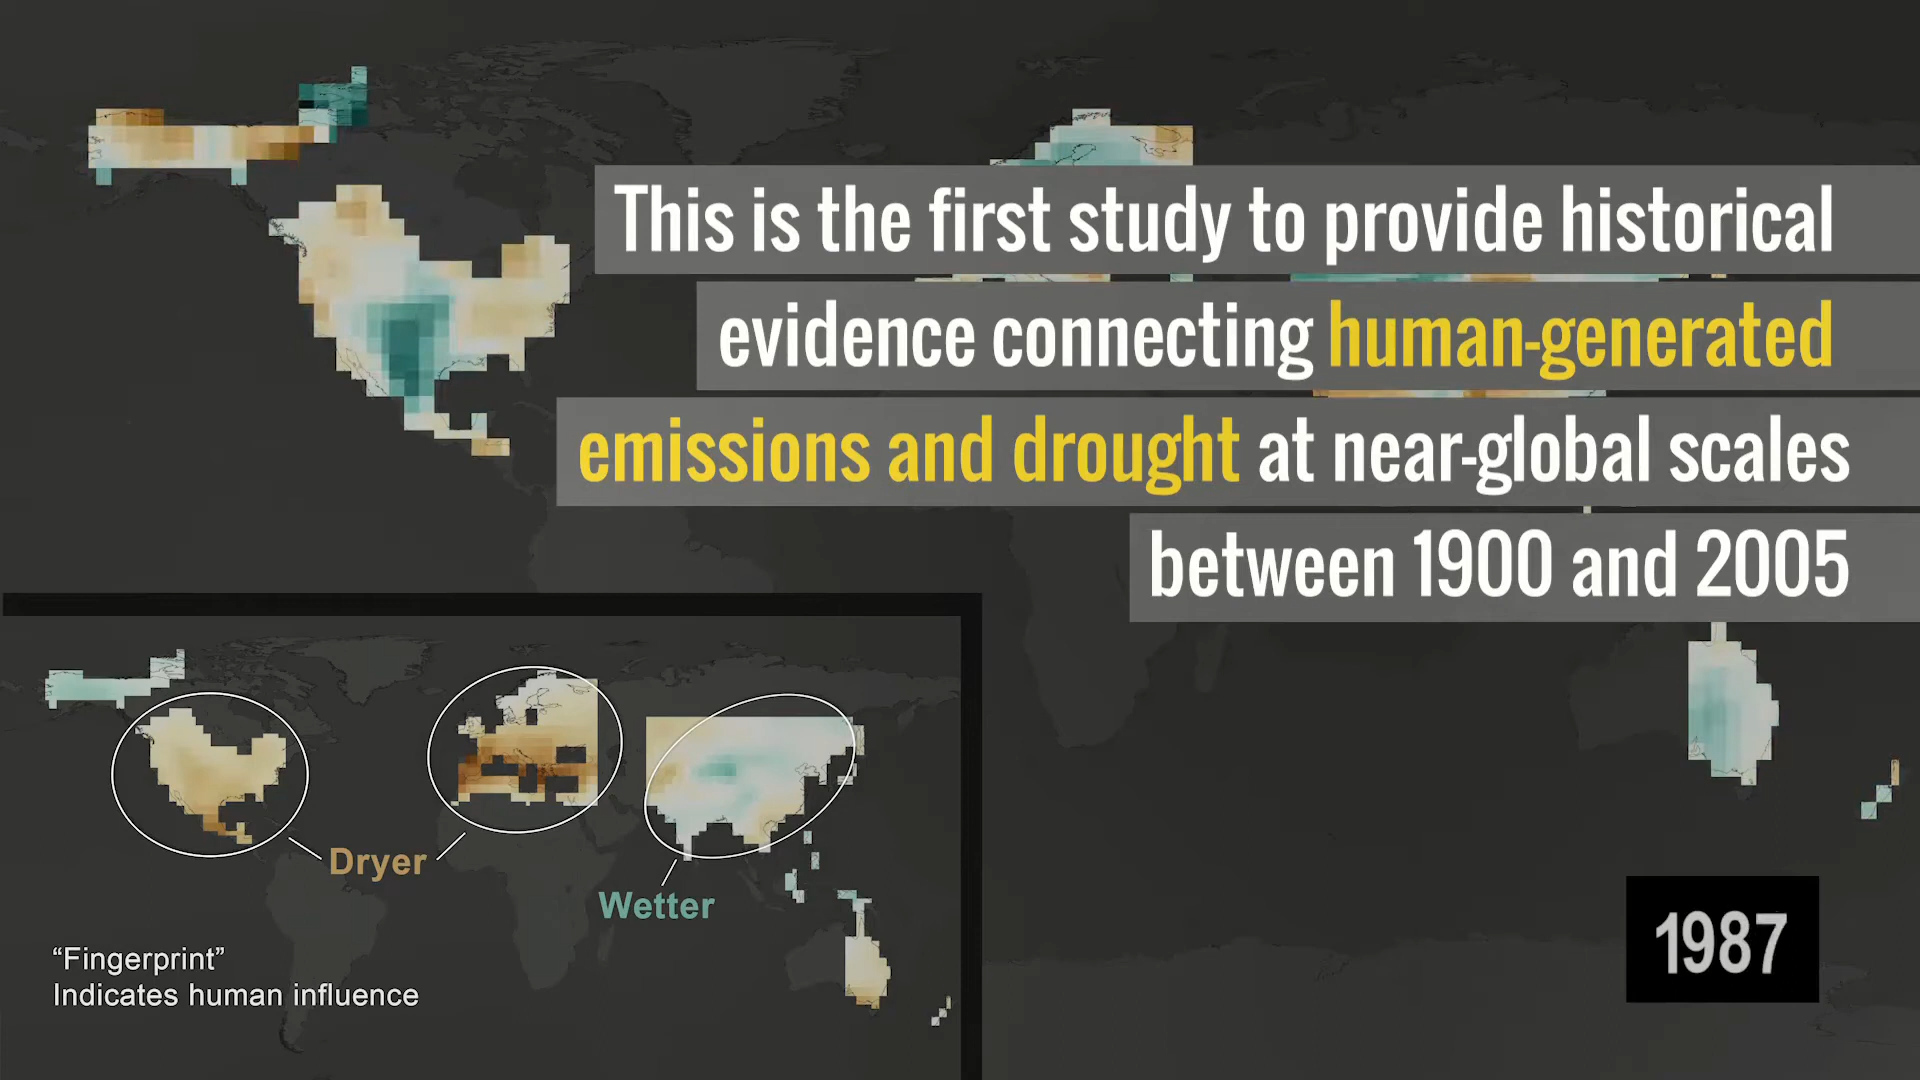 This is the first study to provide historical
evidence connecting human-generated
emissions and drought at near-global scales
between 1900 and 2005
Dryer
Wetter
“Fingerprint”
Indicates human influence
1987